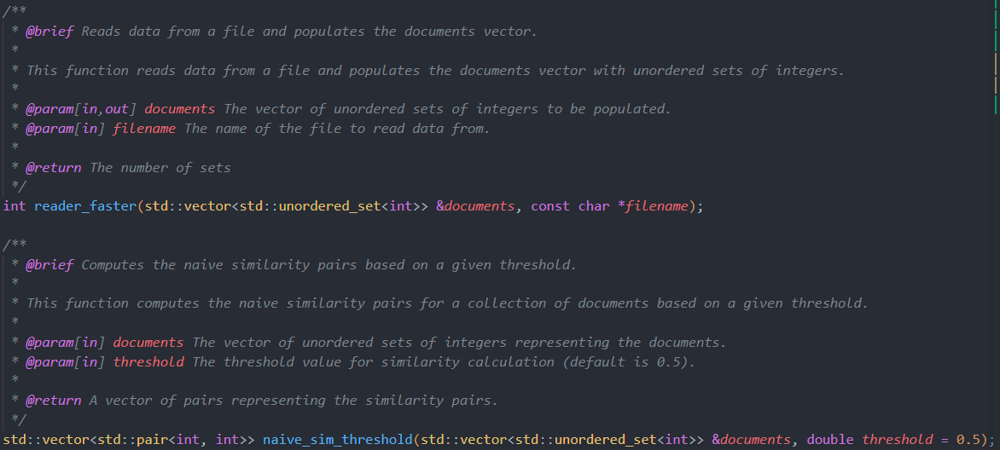 /**
 * @brief Reads data from a file and populates the documents vector.
 *
 * This function reads data from a file and populates the documents vector with unordered sets of integers.
 *
 * @param[in,out] documents The vector of unordered sets of integers to be populated.
 * @param[in] filename The name of the file to read data from.
 *
 * @return The number of sets
 */
int reader_faster(std::vector<std::unordered_set<int>> &documents, const char *filename);

/**
 * @brief Computes the naive similarity pairs based on a given threshold.
 *
 * This function computes the naive similarity pairs for a collection of documents based on a given threshold.
 *
 * @param[in] documents The vector of unordered sets of integers representing the documents.
 * @param[in] threshold The threshold value for similarity calculation (default is 0.5).
 *
 * @return A vector of pairs representing the similarity pairs.
 */
std::vector<std::pair<int, int>> naive_sim_threshold(std::vector<std::unordered_set<int>> &documents, double threshold = 0.5);